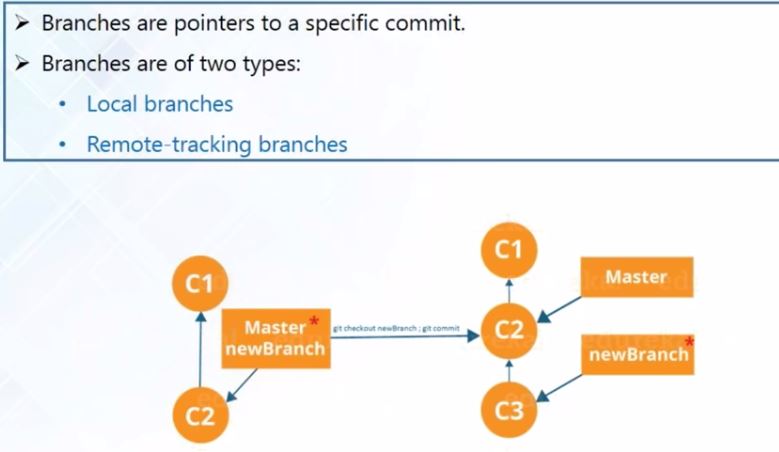 ➤ Branches are pointers to a specific commit.
➤ Branches are of two types:
• Local branches
• Remote-tracking branches
C1
Master *
newBranch
C2
git checkout newBranch ; git commit
C1
Master
C2
newBranch *
C3